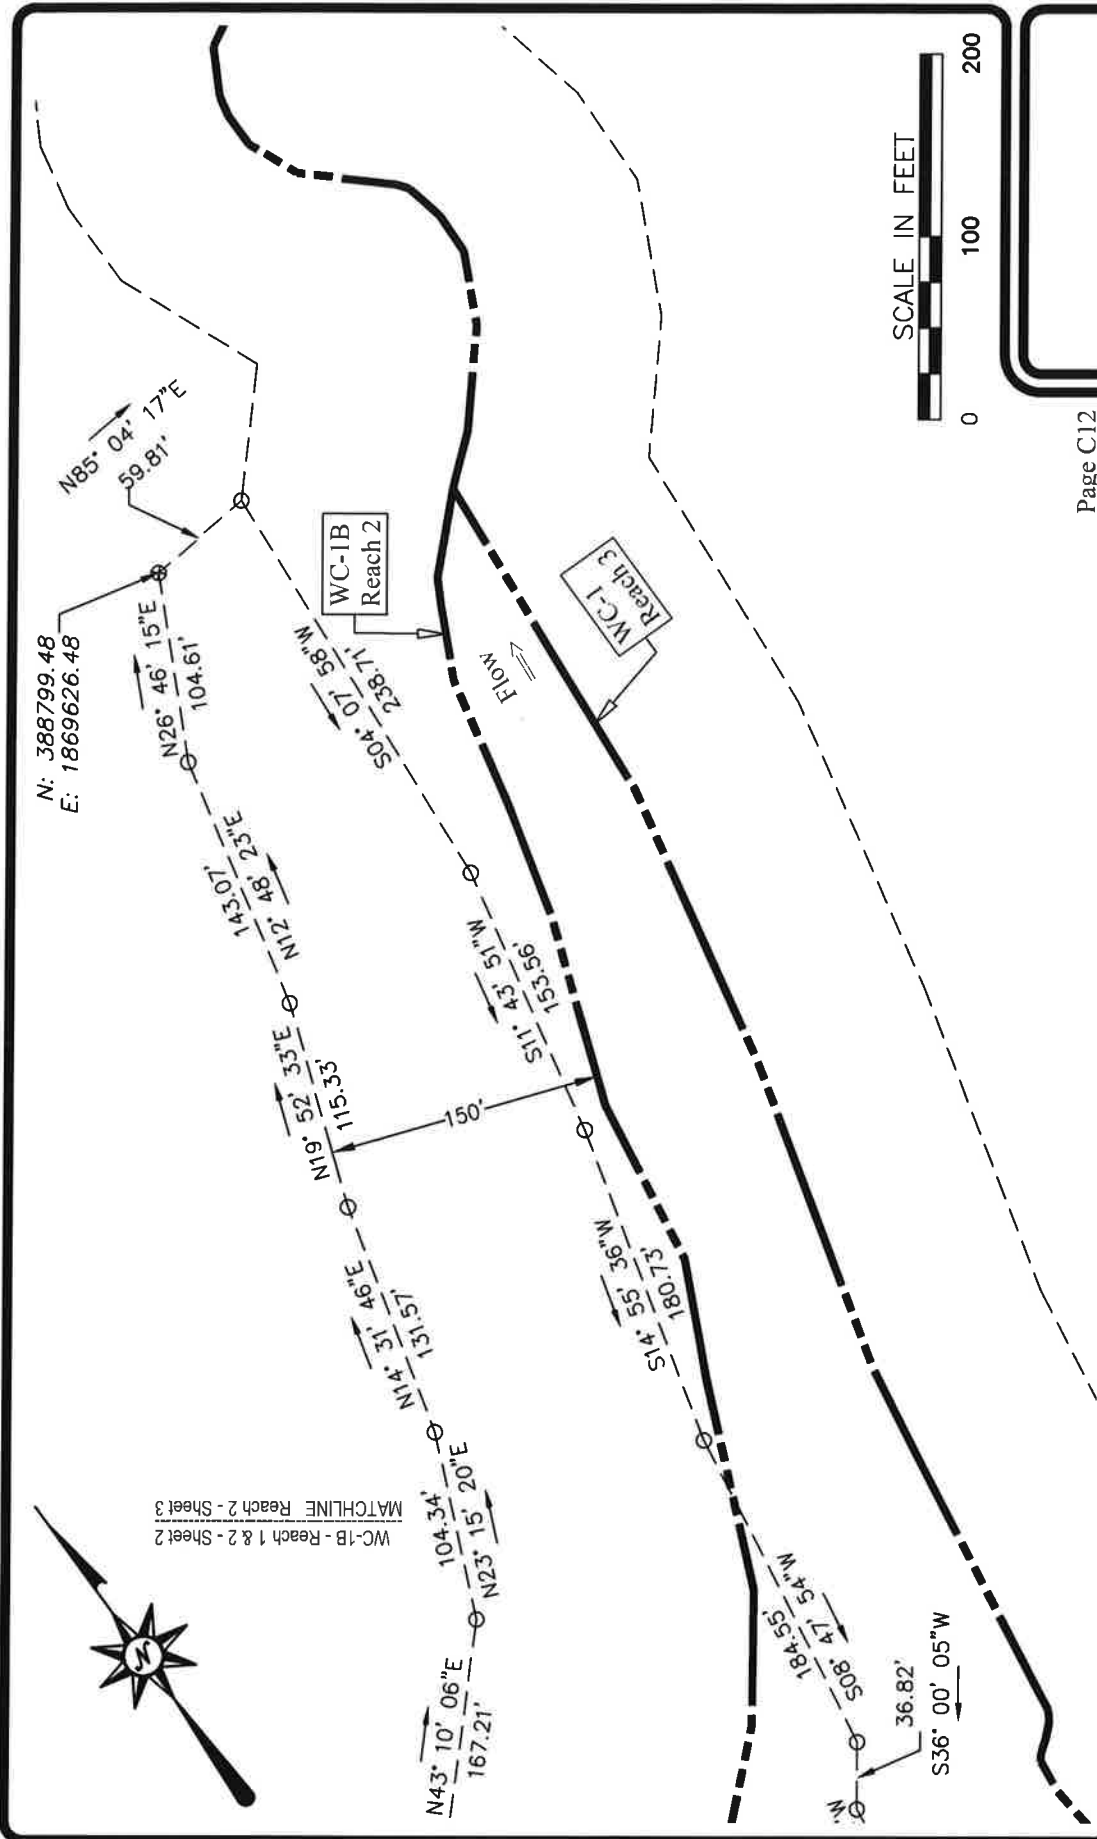 N: 388799.48
E: 1869626.48
N85° 04' 17"E
59.81'
N26° 46' 15"E
104.61'
143.07'
N12° 48' 23"E
N19° 52' 33"E
115.33'
N14° 31' 46"E
131.57'
104.34'
N23° 15' 20"E
N43° 10' 06"E
167.21'
WC-1B
Reach 2
S04° 07' 58"W
238.71'
Flow
WC-1
Reach 3
S11° 43' 51"W
153.56'
150'
S14° 55' 36"W
180.73'
184.55'
S08° 47' 54"W
36.82'
S36° 00' 05"W
"W
WC-1B - Reach 1 & 2 - Sheet 2
MATCHLINE Reach 2 - Sheet 3
N
SCALE IN FEET
0 100 200
Page C12